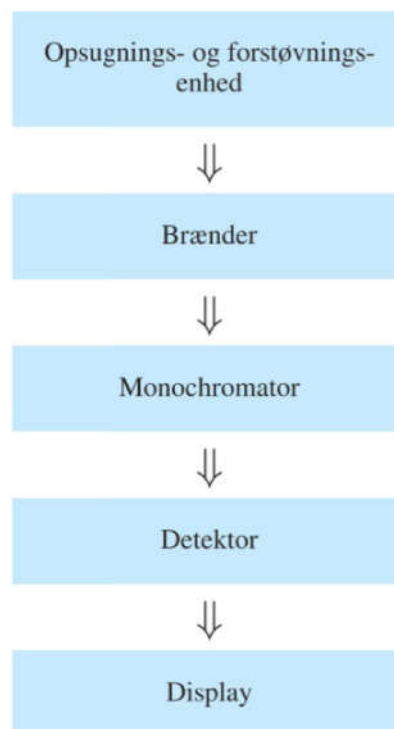 Opsugnings- og forstøvnings-
enhed
⇓
Brænder
⇓
Monochromator
⇓
Detektor
⇓
Display